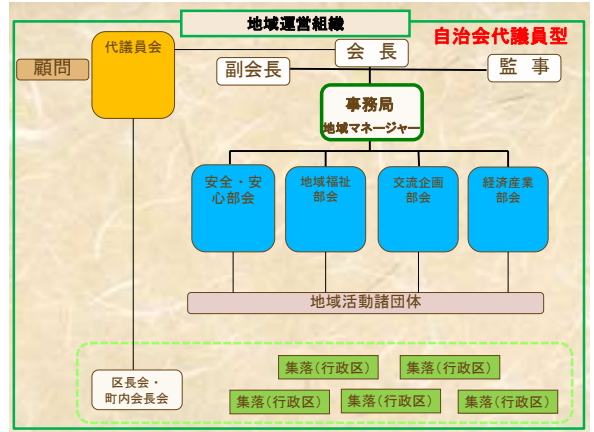 地域運営組織
自治会代議員型
代議員会
会 長
顧問
副会長
監 事
事務局
地域マネージャー
安全・安
心部会
地域福祉
部会
交流企画
部会
経済産業
部会
地域活動諸団体
区長会・
町内会長会
集落(行政区)
集落(行政区)
集落(行政区)
集落(行政区)
集落(行政区)